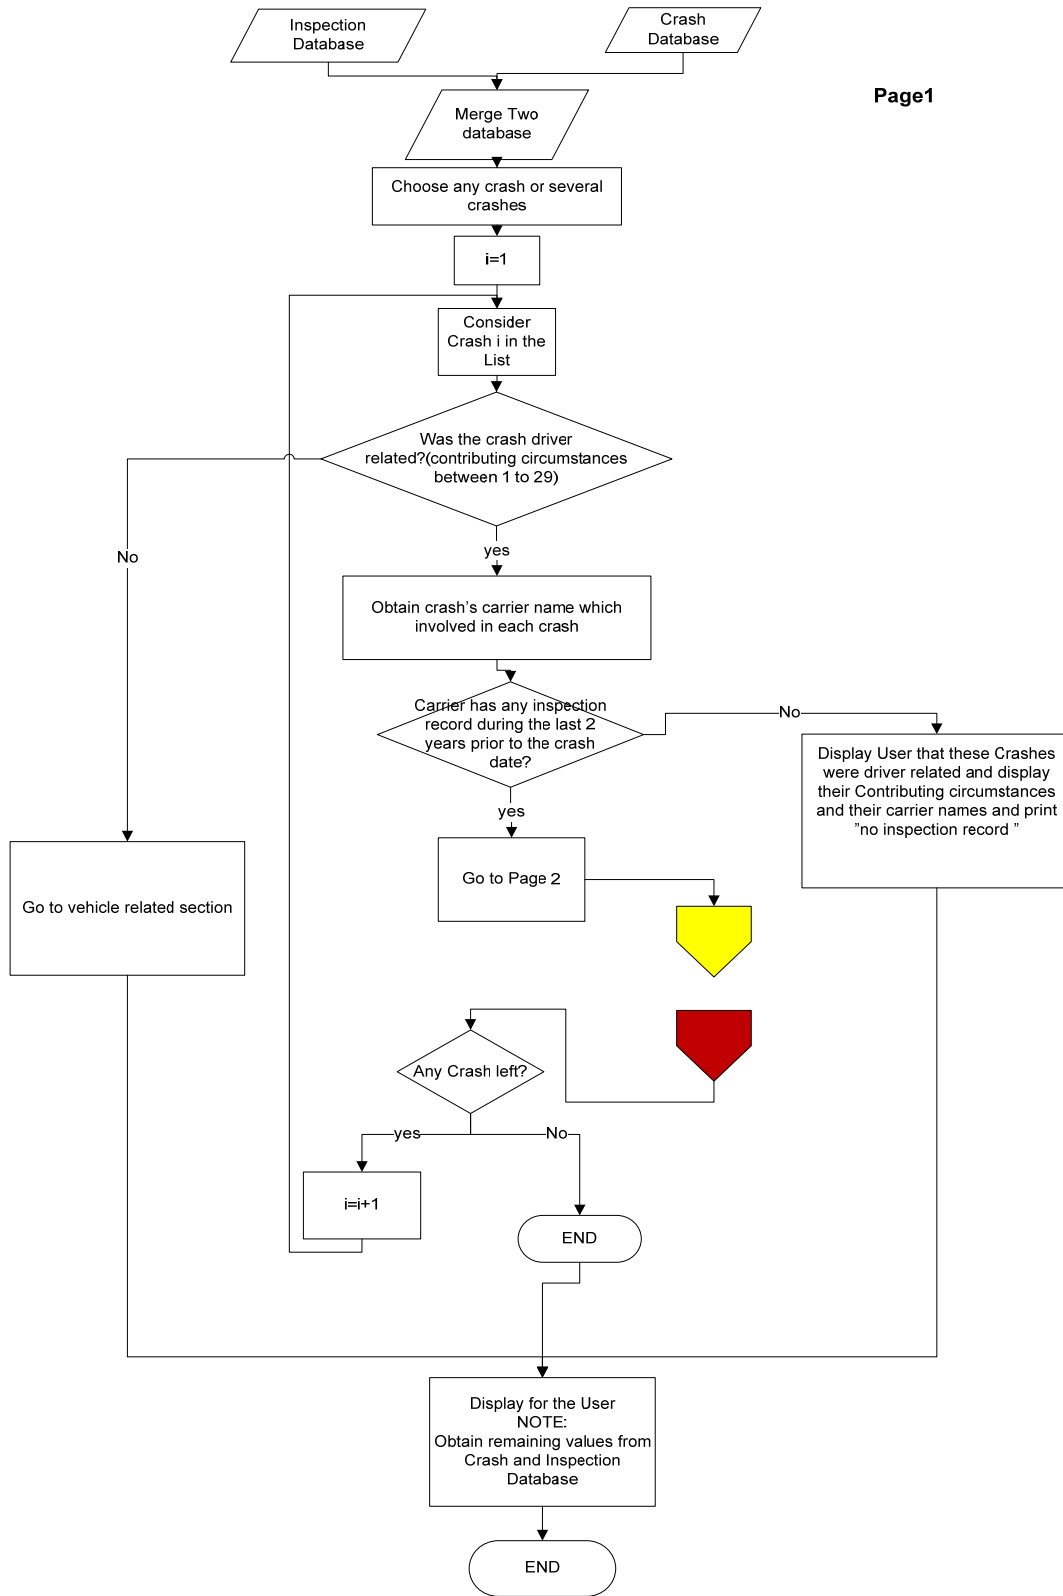 Inspection
Database
Crash
Database
Page1
Merge Two
database
Choose any crash or several
crashes
i=1
Consider
Crash i in the
List
Was the crash driver
related?(contributing circumstances
between 1 to 29)
No
yes
Obtain crash's carrier name which
involved in each crash
Carrier has any inspection
record during the last 2
years prior to the crash
date?
No
Display User that these Crashes
were driver related and display
their Contributing circumstances
and their carrier names and print
"no inspection record "
yes
Go to Page 2
Go to vehicle related section
Any Crash left?
yes
No
i=i+1
END
Display for the User
NOTE:
Obtain remaining values from
Crash and Inspection
Database
END